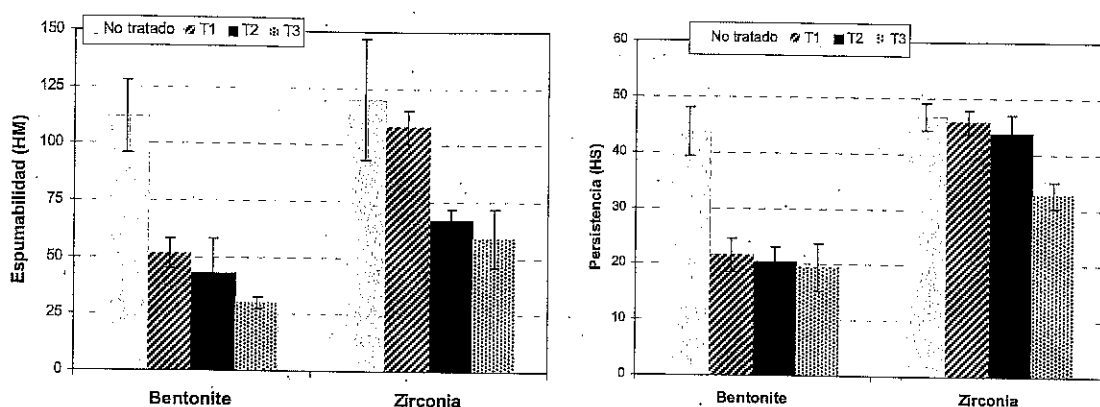 No tratado T1 T2 T3
Espumabilidad (HM)
150
125
100
75
50
25
0
Bentonite Zirconia
No tratado T1 T2 T3
Persistencia (HS)
60
50
40
30
20
10
0
Bentonite Zirconia